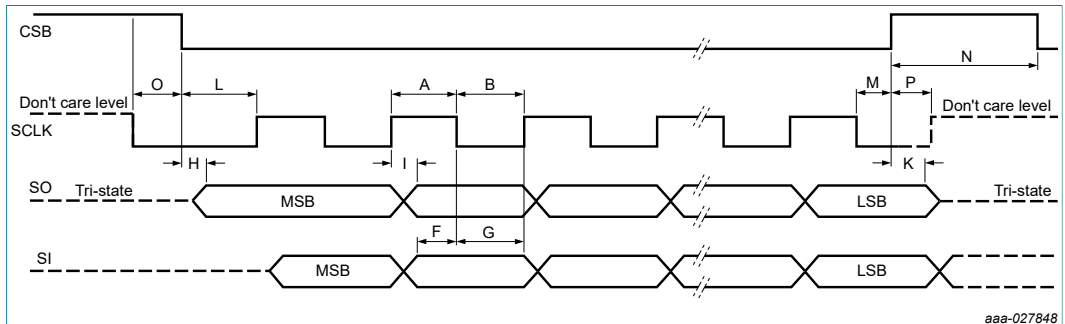 CSB
N
O L A B M P
Don't care level Don't care level
SCLK
H I K
SO Tri-state MSB LSB Tri-state
F G
SI MSB LSB
aaa-027848